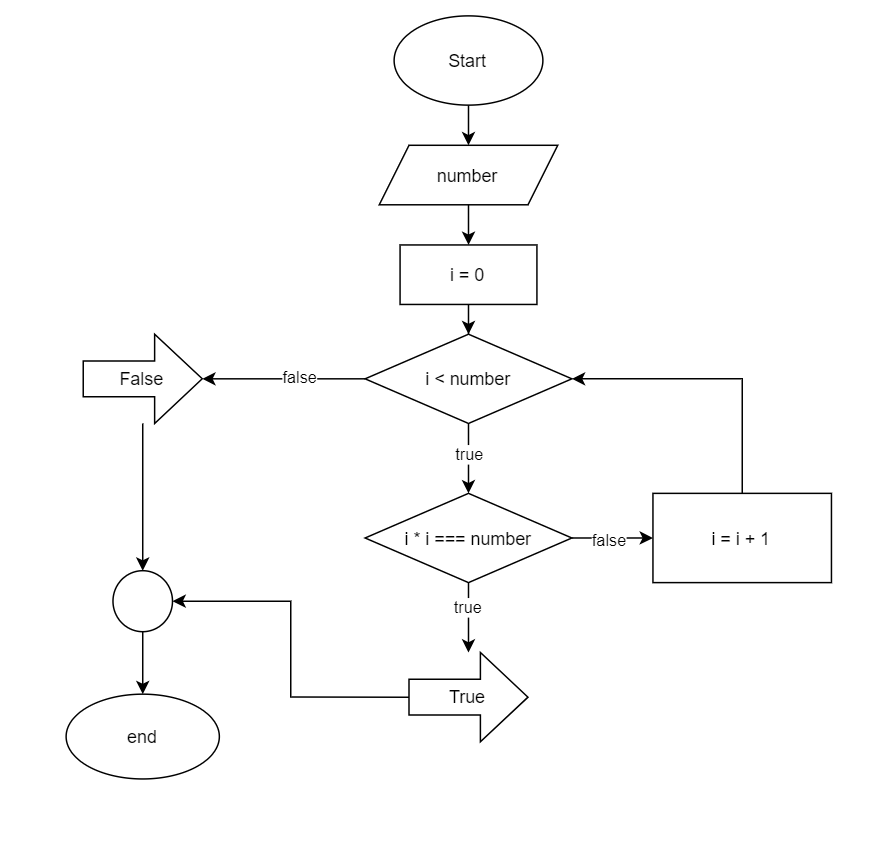 Start
number
i = 0
i < number
false
False
true
i * i === number
false
i = i + 1
true
True
end